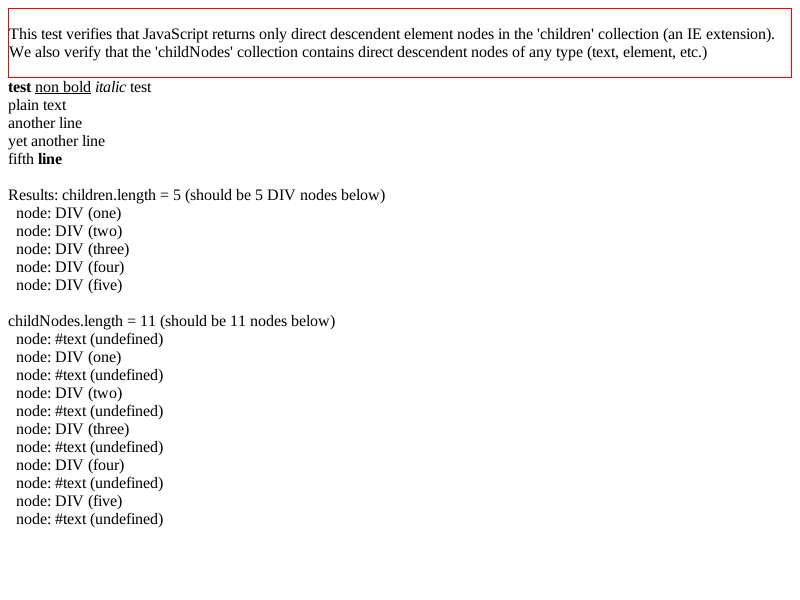 This test verifies that JavaScript returns only direct descendent element nodes in the 'children' collection (an IE extension).
We also verify that the 'childNodes' collection contains direct descendent nodes of any type (text, element, etc.)
test non bold italic test
plain text
another line
yet another line
fifth line
Results: children.length = 5 (should be 5 DIV nodes below)
node: DIV (one)
node: DIV (two)
node: DIV (three)
node: DIV (four)
node: DIV (five)
childNodes.length = 11 (should be 11 nodes below)
node: #text (undefined)
node: DIV (one)
node: #text (undefined)
node: DIV (two)
node: #text (undefined)
node: DIV (three)
node: #text (undefined)
node: DIV (four)
node: #text (undefined)
node: DIV (five)
node: #text (undefined)